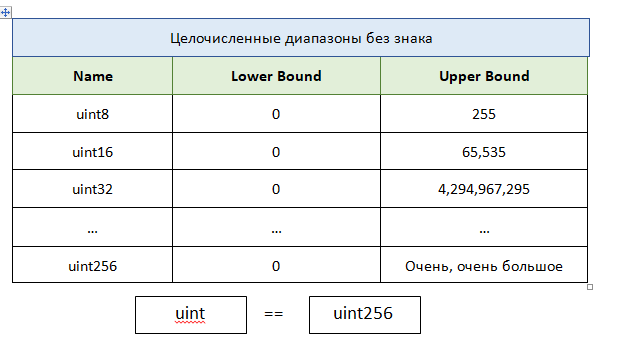 Целочисленные диапазоны без знака
Name Lower Bound Upper Bound
uint8 0 255
uint16 0 65,535
uint32 0 4,294,967,295
... ... ...
uint256 0 Очень, очень большое
uint == uint256